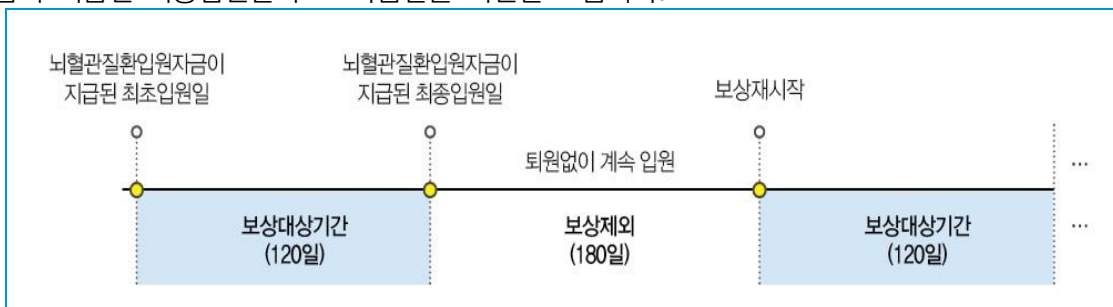 뇌혈관질환입원자금이
지급된 최초입원일
뇌혈관질환입원자금이
지급된 최종입원일
보상재시작
퇴원없이 계속 입원
보상대상기간
(120일)
보상제외
(180일)
보상대상기간
(120일)
...
...